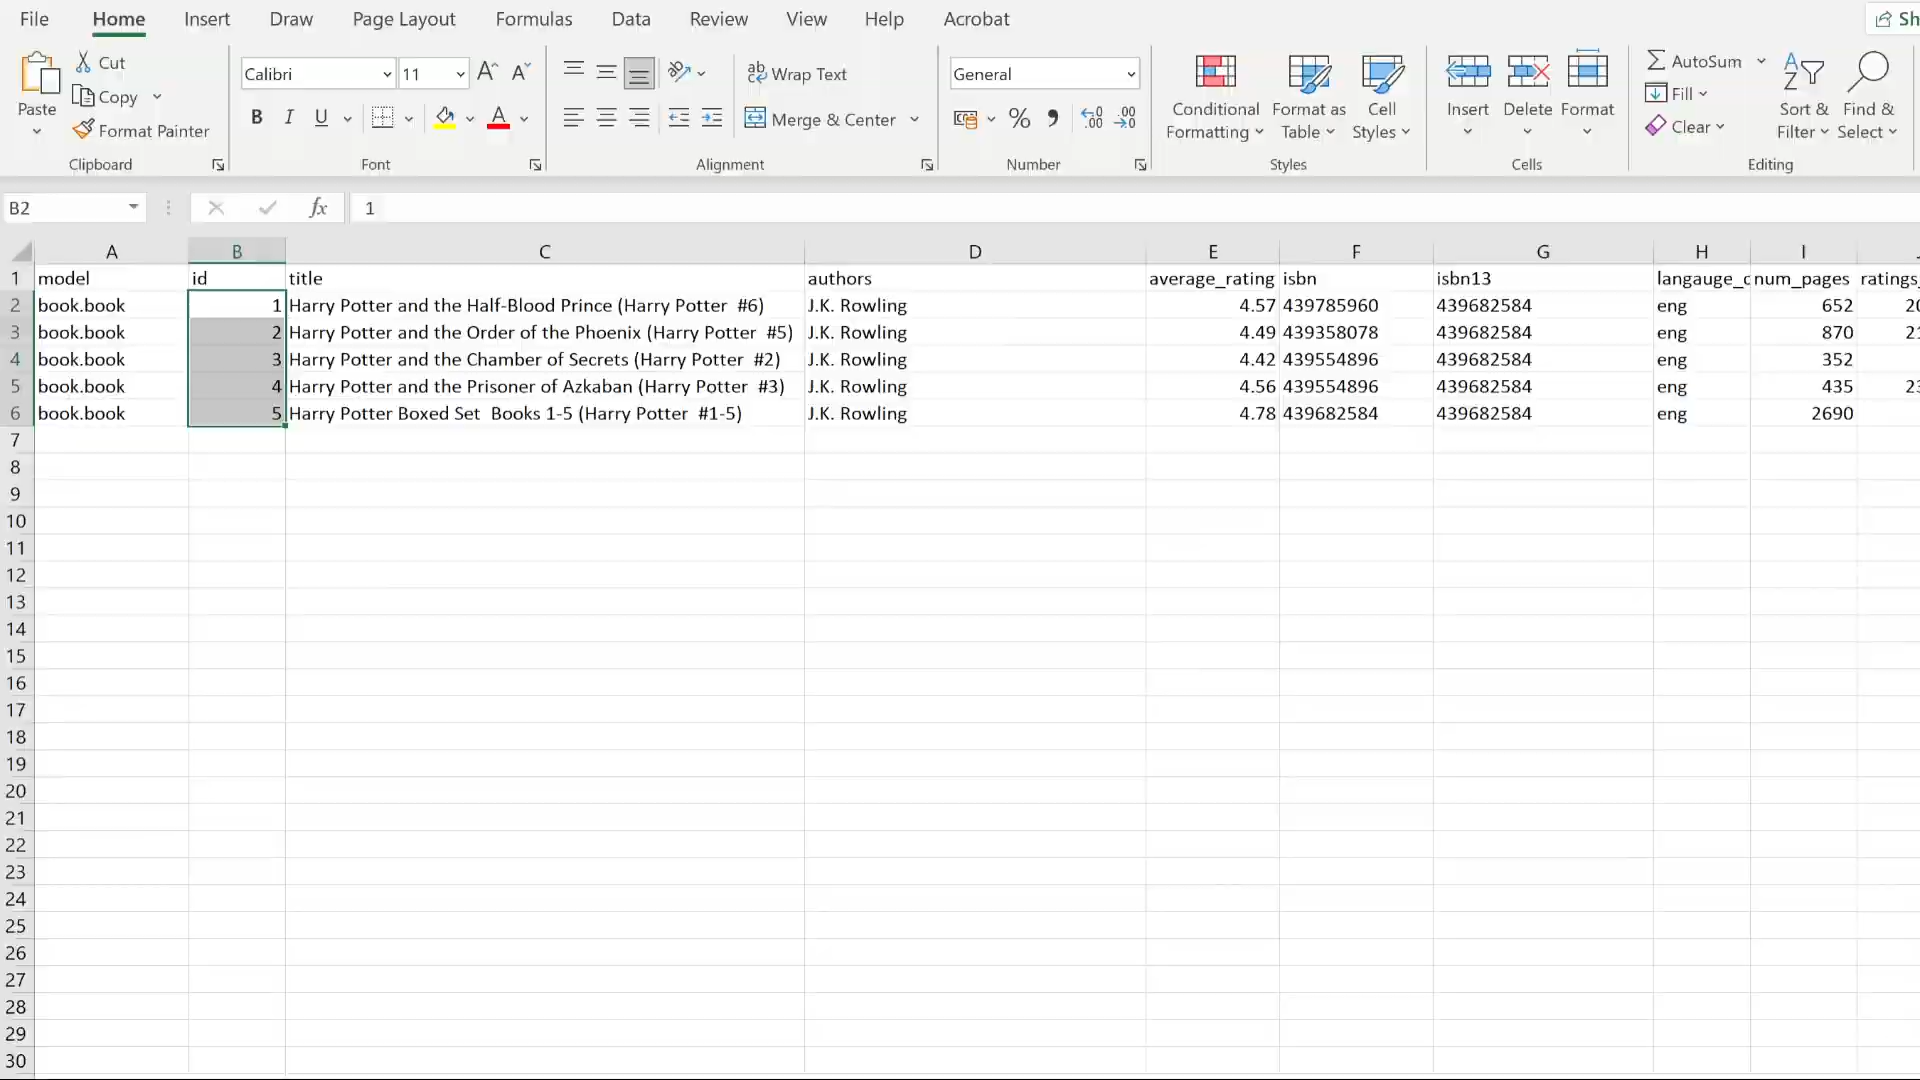 File Home Insert Draw Page Layout Formulas Data Review View Help Acrobat Sh
Paste Cut Copy Format Painter Clipboard
Calibri 11 A A B I U A Font
ab Wrap Text Merge & Center Alignment
General % .00 .00 Number
Conditional Formatting Format as Table Cell Styles Styles
Insert Delete Format Cells
AutoSum Fill Clear Sort & Filter Find & Select Editing
B2 fx 1
A B C D E F G H I
1 model id title authors average_rating isbn isbn13 langauge_c num_pages ratings_
2 book.book 1 Harry Potter and the Half-Blood Prince (Harry Potter #6) J.K. Rowling 4.57 439785960 439682584 eng 652 20
3 book.book 2 Harry Potter and the Order of the Phoenix (Harry Potter #5) J.K. Rowling 4.49 439358078 439682584 eng 870 21
4 book.book 3 Harry Potter and the Chamber of Secrets (Harry Potter #2) J.K. Rowling 4.42 439554896 439682584 eng 352
5 book.book 4 Harry Potter and the Prisoner of Azkaban (Harry Potter #3) J.K. Rowling 4.56 439554896 439682584 eng 435 23
6 book.book 5 Harry Potter Boxed Set Books 1-5 (Harry Potter #1-5) J.K. Rowling 4.78 439682584 439682584 eng 2690
7
8
9
10
11
12
13
14
15
16
17
18
19
20
21
22
23
24
25
26
27
28
29
30